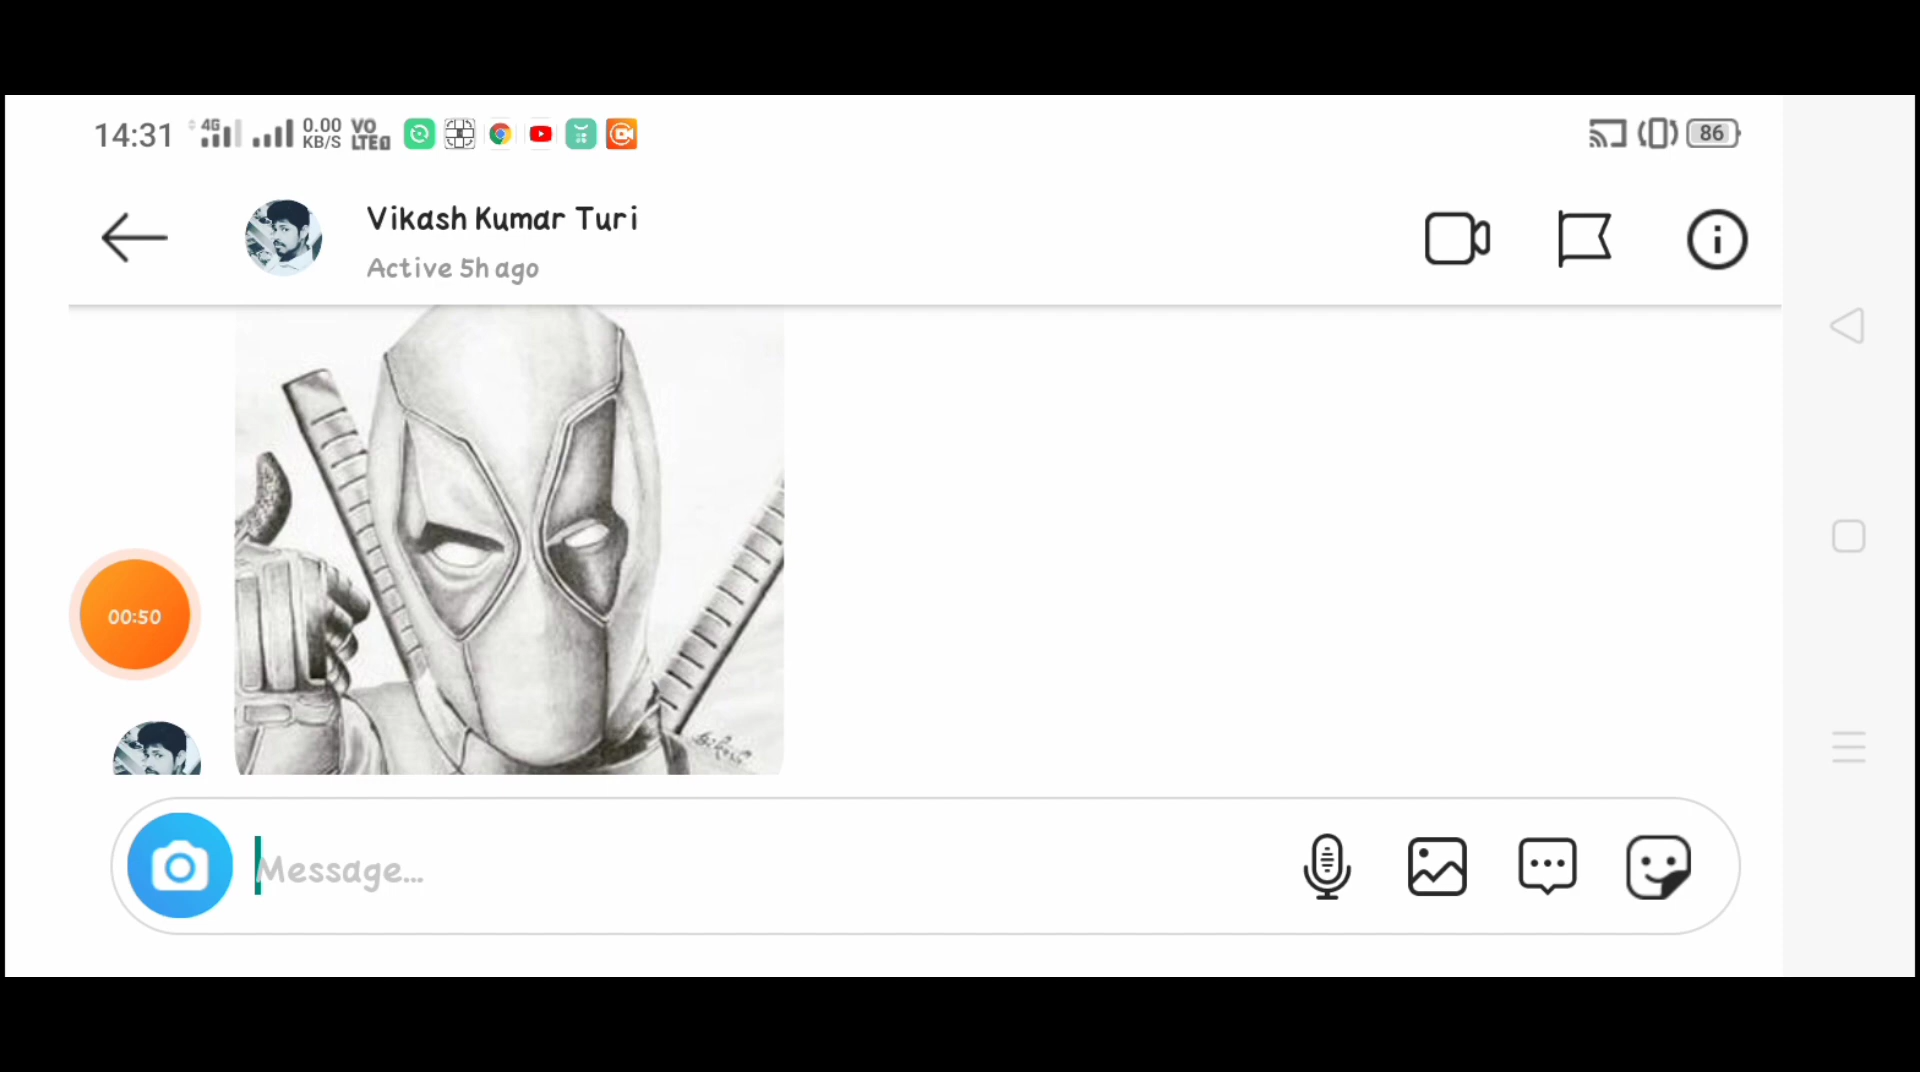 14:31 4G 0.00 KB/S VO LTE 86
Vikash Kumar Turi
Active 5h ago
00:50
Message...